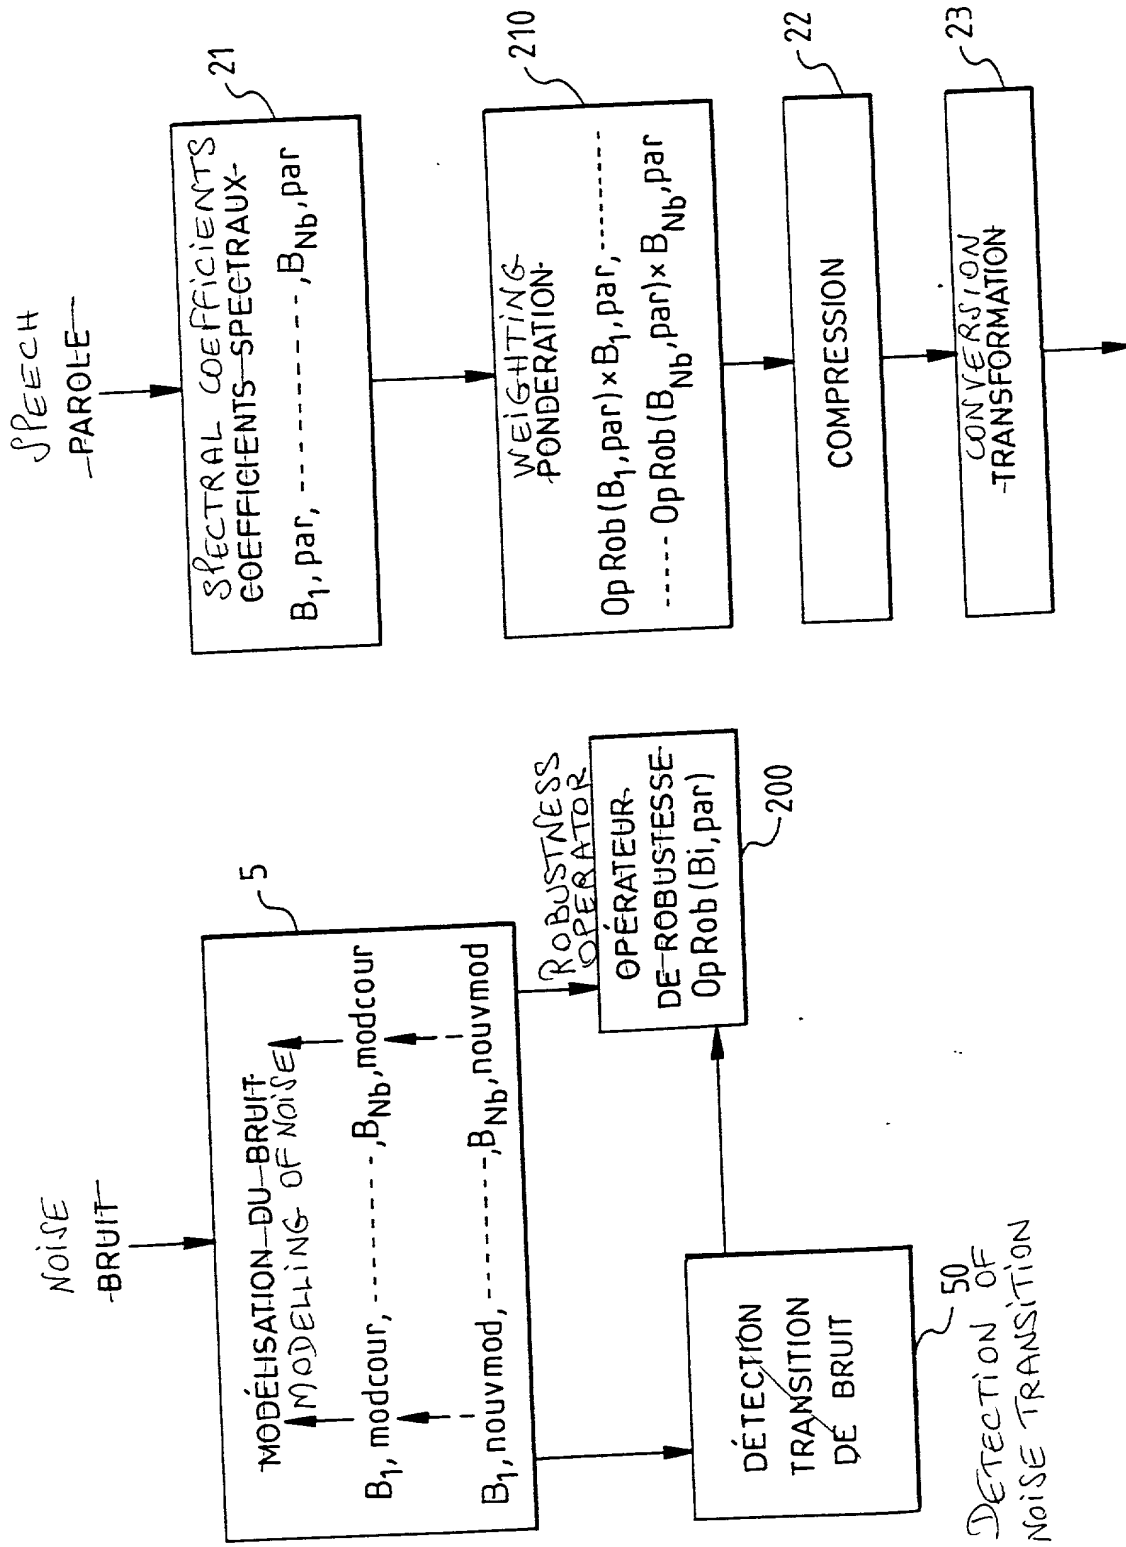 NOISE
BRUIT
5
MODÉLISATION DU BRUIT
MODELLING OF NOISE
B1, modcour, --------,BNb,modcour
B1, nouvmod, --------,BNb,nouvmod
ROBUSTNESS
OPERATOR
OPÉRATEUR
DE ROBUSTESSE
OpRob(Bi,par)
200
DÉTECTION
TRANSITION
DE BRUIT
50
DETECTION OF
NOISE TRANSITION
SPEECH
PAROLE
21
SPECTRAL COEFFICIENTS
COEFFICIENTS SPECTRAUX
B1,par, ----------,BNb,par
210
WEIGHTING
PONDERATION
OpRob(B1,par)×B1,par,---------
----- OpRob(BNb,par)×BNb,par
22
COMPRESSION
23
CONVERSION
TRANSFORMATION